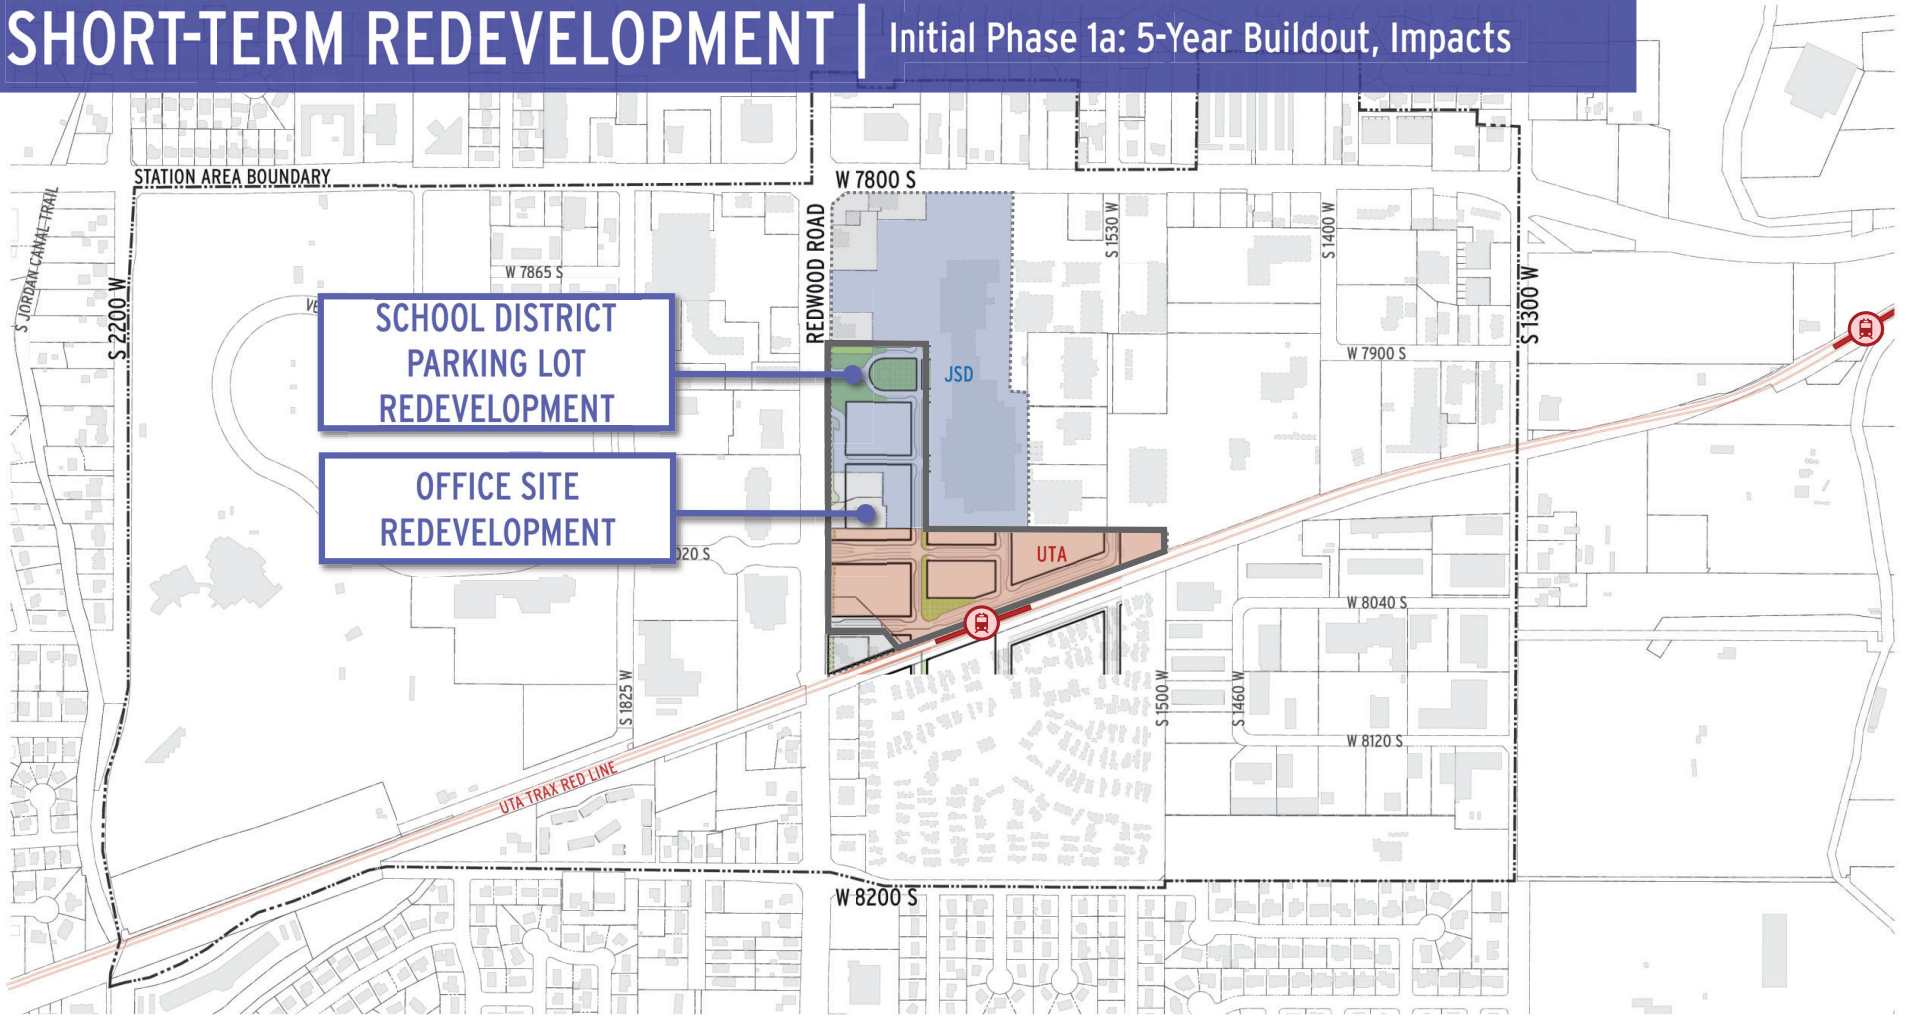 SHORT-TERM REDEVELOPMENT | Initial Phase 1a: 5-Year Buildout, Impacts
STATION AREA BOUNDARY
W 7800 S
S JORDAN CANAL TRAIL
S 2200 W
REDWOOD ROAD
S 1530 W
S 1400 W
S 1300 W
W 7865 S
VE
SCHOOL DISTRICT
PARKING LOT
REDEVELOPMENT
JSD
W 7900 S
OFFICE SITE
REDEVELOPMENT
020 S
UTA
W 8040 S
S 1825 W
S 1500 W
S 1460 W
W 8120 S
UTA TRAX RED LINE
W 8200 S